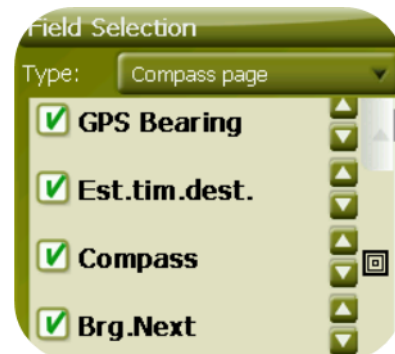 Field Selection
Type: Compass page
GPS Bearing
Est.tim.dest.
Compass
Brg.Next